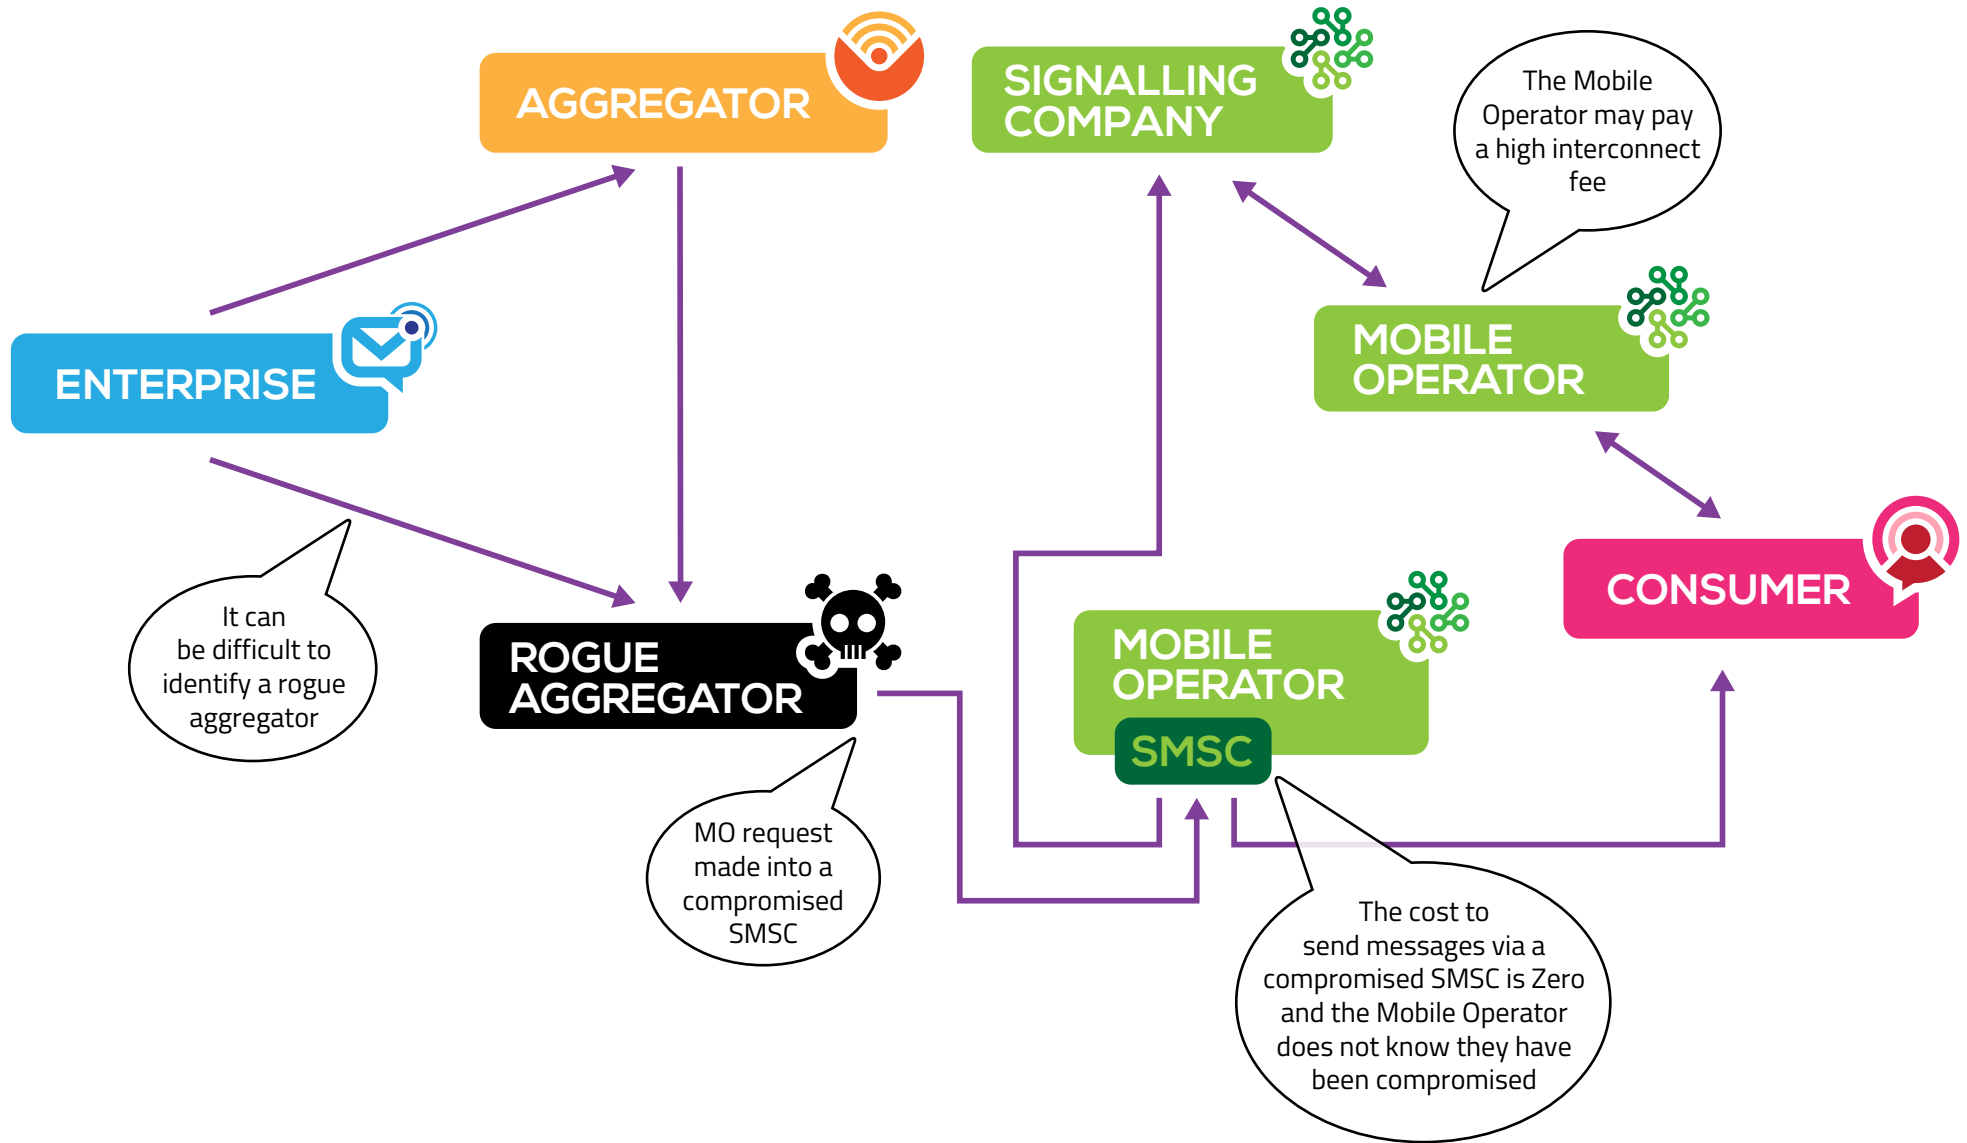 AGGREGATOR
SIGNALLING
COMPANY
The Mobile
Operator may pay
a high interconnect
fee
ENTERPRISE
MOBILE
OPERATOR
It can
be difficult to
identify a rogue
aggregator
ROGUE
AGGREGATOR
MOBILE
OPERATOR
SMSC
CONSUMER
MO request
made into a
compromised
SMSC
The cost to
send messages via a
compromised SMSC is Zero
and the Mobile Operator
does not know they have
been compromised